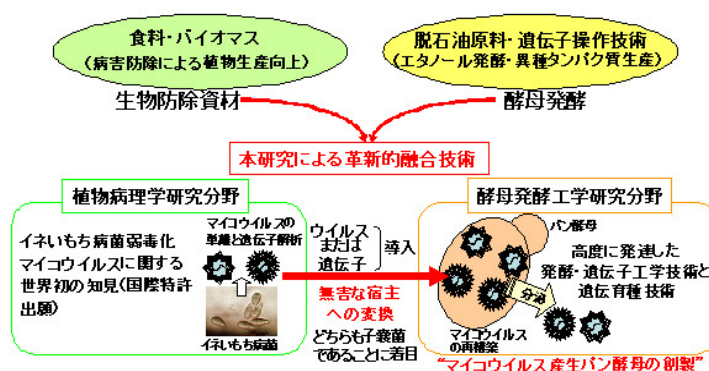 食料・バイオマス
(病害防除による植物生産向上)
脱石油原料・遺伝子操作技術
(エタノール発酵・異種タンパク質生産)
生物防除資材
酵母発酵
本研究による革新的融合技術
植物病理学研究分野
イネいもち病菌弱毒化
マイコウイルスに関する
世界初の知見(国際特許
出願)
マイコウイルスの
単離と遺伝子解析
イネいもち病菌
ウイルス
または
遺伝子
導入
無害な宿主
への変換
どちらも子嚢菌
であることに着目
酵母発酵工学研究分野
パン酵母
高度に発達した
発酵・遺伝子工学技術と
遺伝育種技術
分泌
マイコウイルス
の再構築
“マイコウイルス産生パン酵母の創製”